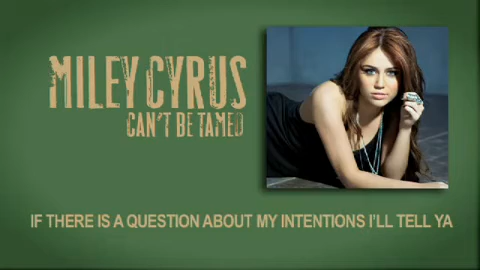 MILEY CYRUS
CAN'T BE TAMED
IF THERE IS A QUESTION ABOUT MY INTENTIONS I'LL TELL YA